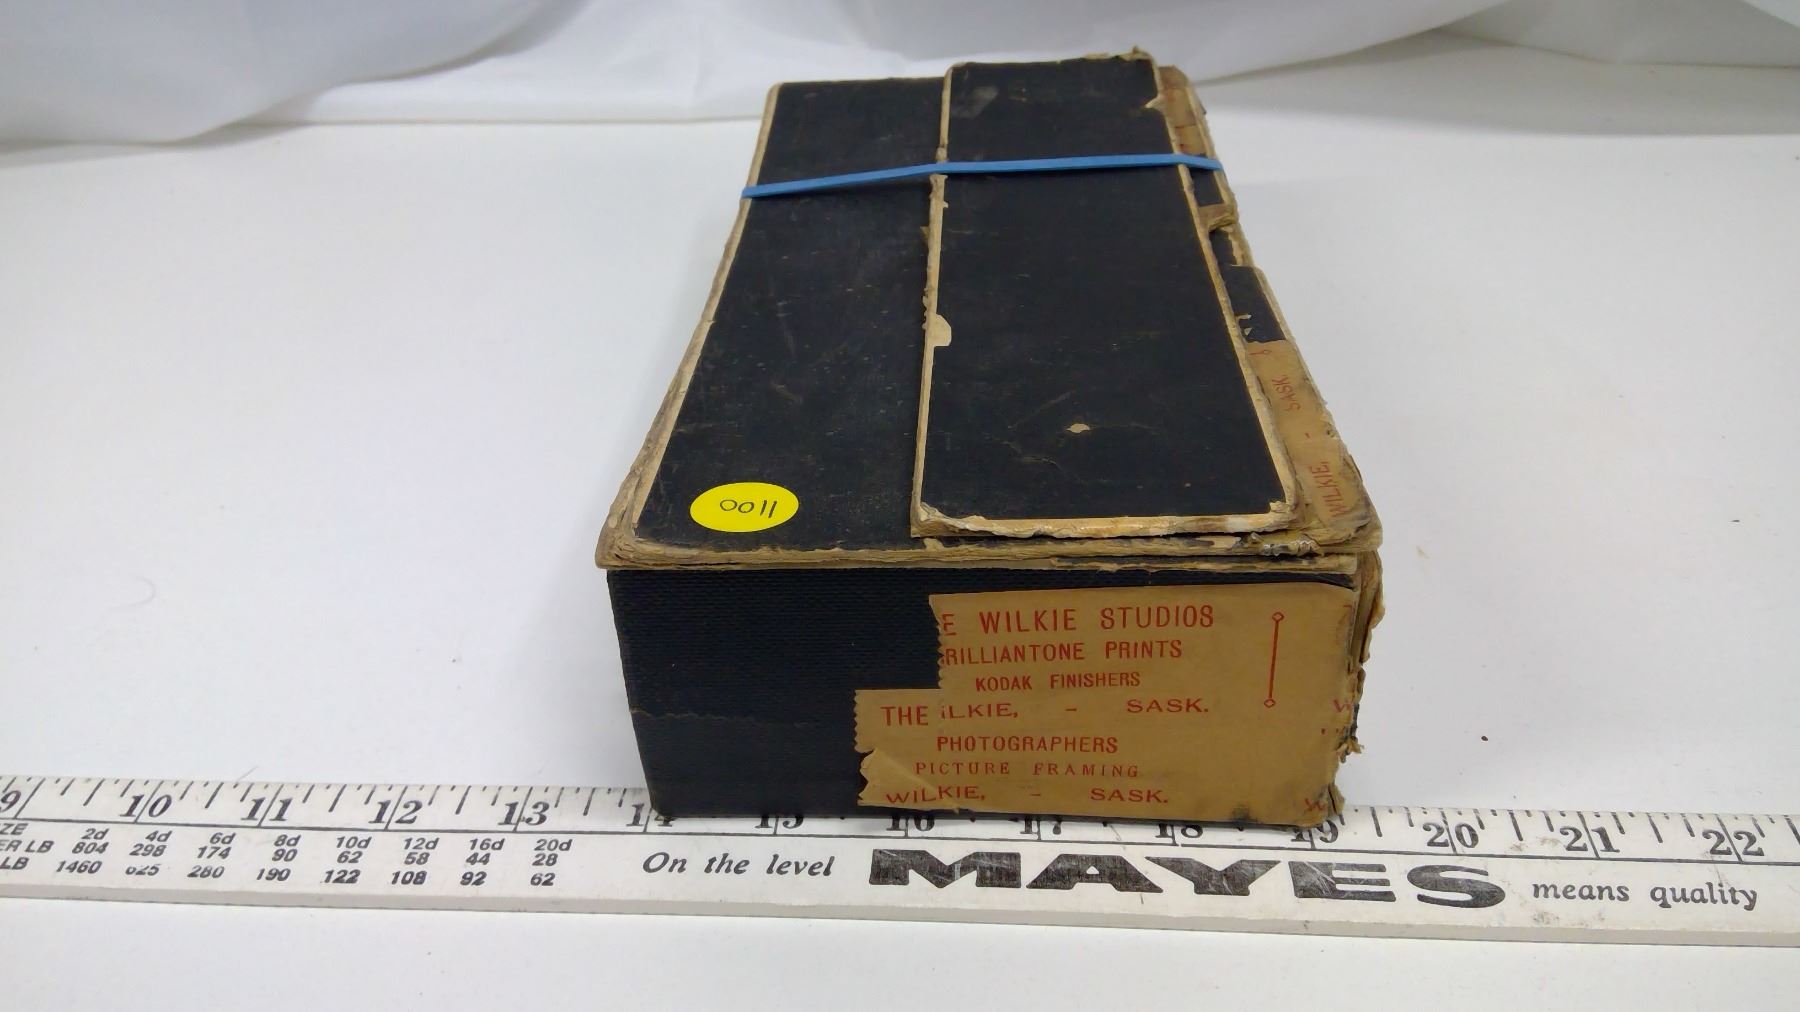 0011
SASK.
WILKIE, -
E WILKIE STUDIOS
RILLIANTONE PRINTS
KODAK FINISHERS
THE ILKIE, - SASK.
PHOTOGRAPHERS
PICTURE FRAMING
WILKIE, - SASK.
W
9 10 11 12 13 14 15 16 17 18 19 20 21 22
ZE 2d 4d 6d 8d 10d 12d 16d 20d
ER LB 804 298 174 90 62 58 44 28
LB 1460 625 280 190 122 108 92 62
On the level MAYES means quality